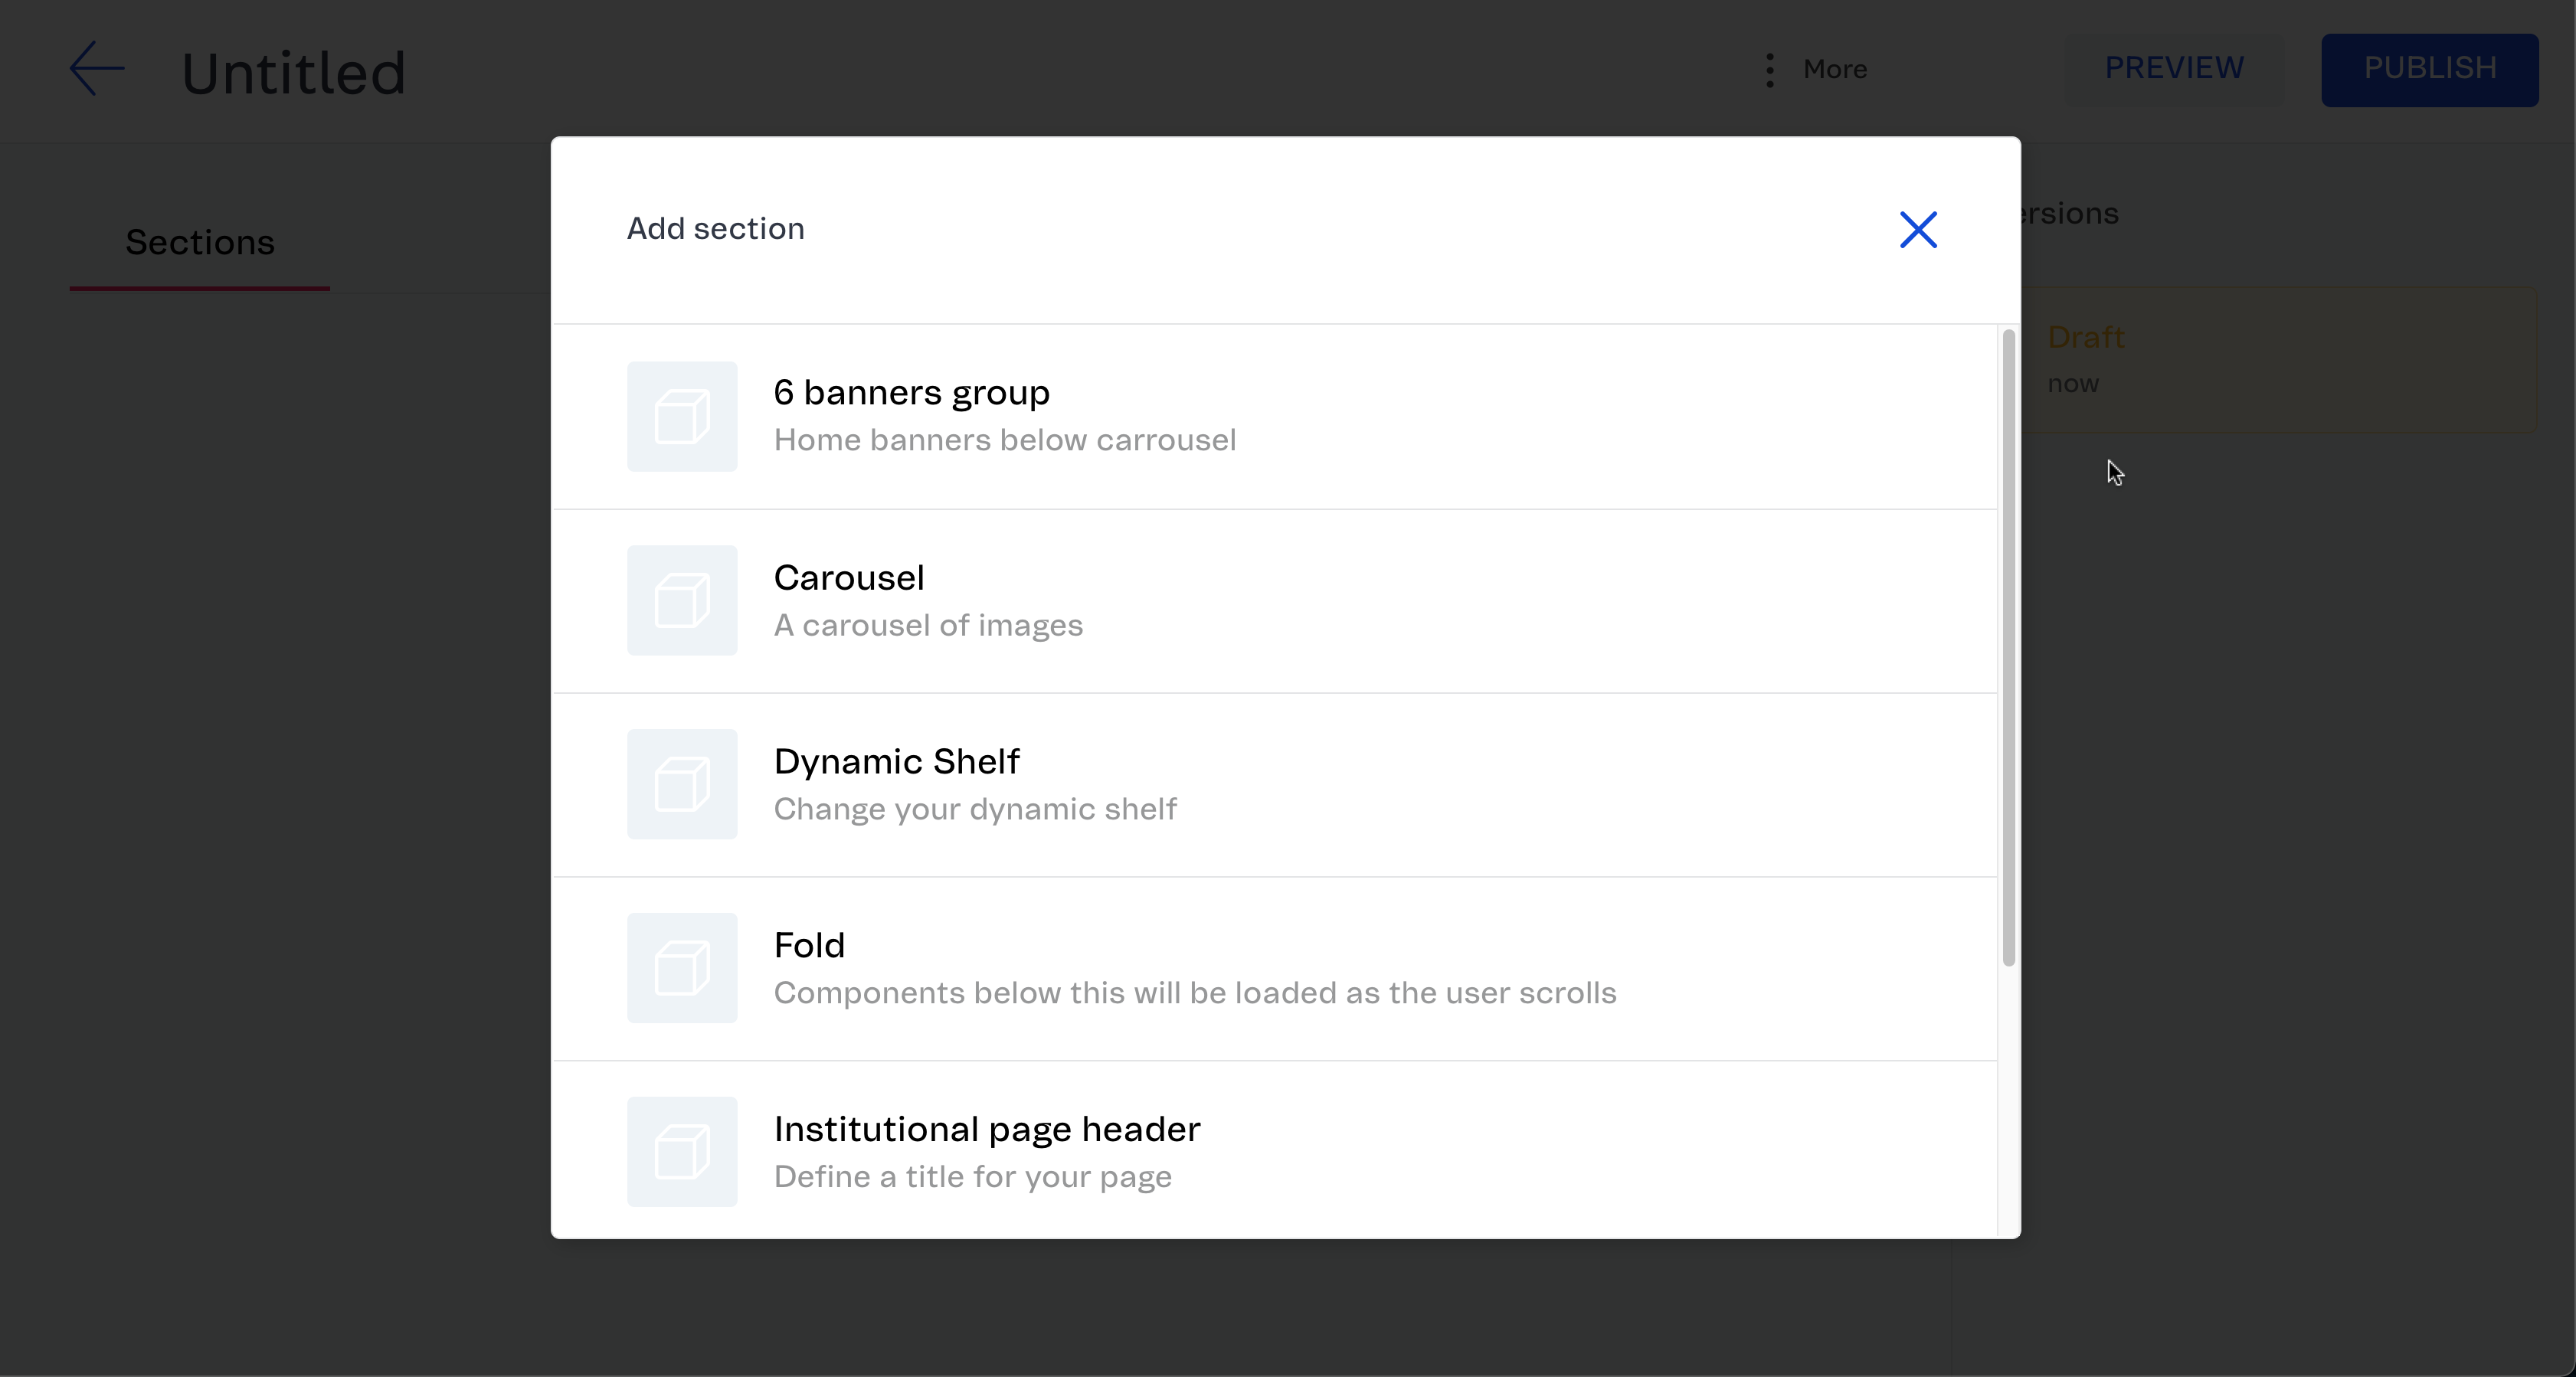 Untitled
More
PREVIEW
PUBLISH
Sections
ersions
Draft
now
Add section
6 banners group
Home banners below carrousel
Carousel
A carousel of images
Dynamic Shelf
Change your dynamic shelf
Fold
Components below this will be loaded as the user scrolls
Institutional page header
Define a title for your page